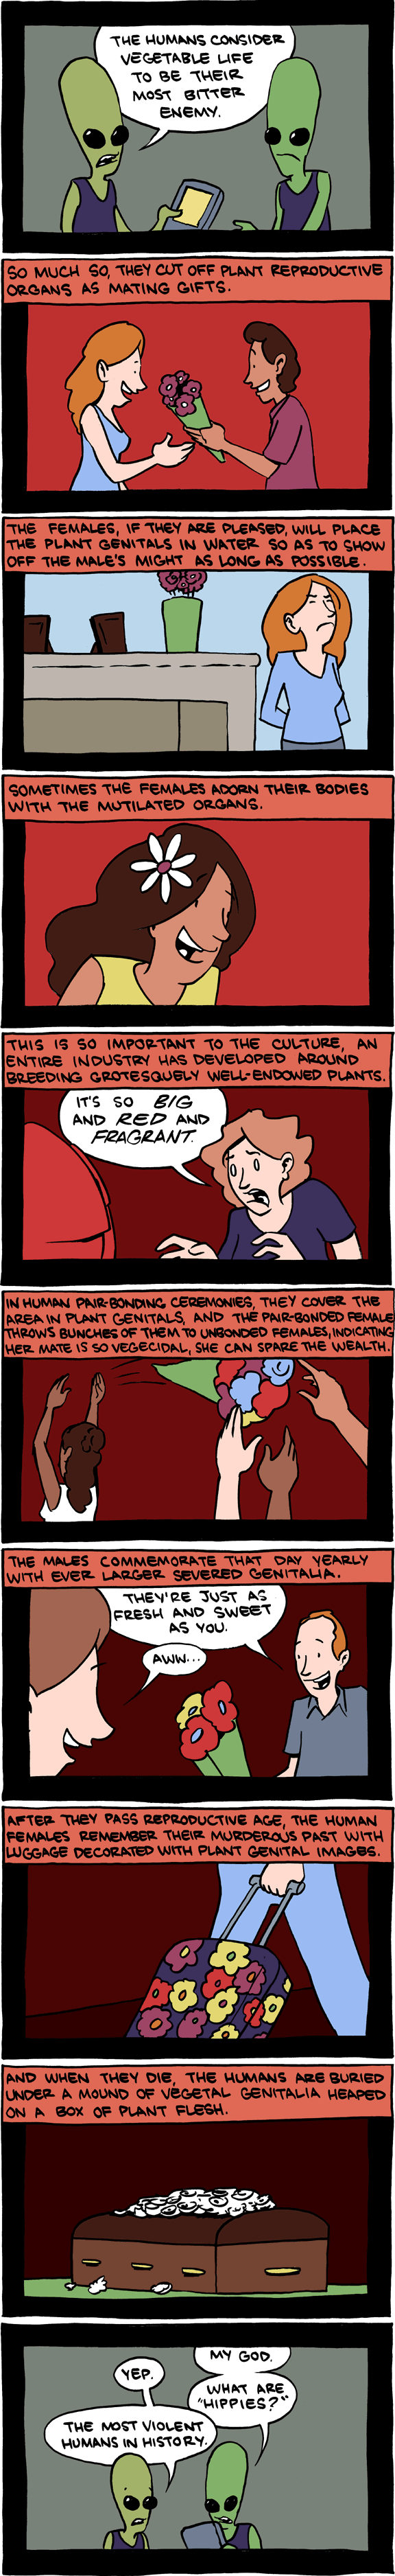 THE HUMANS CONSIDER
VEGETABLE LIFE
TO BE THEIR
MOST BITTER
ENEMY.
SO MUCH SO, THEY CUT OFF PLANT REPRODUCTIVE
ORGANS AS MATING GIFTS.
THE FEMALES, IF THEY ARE PLEASED, WILL PLACE
THE PLANT GENITALS IN WATER SO AS TO SHOW
OFF THE MALE'S MIGHT AS LONG AS POSSIBLE.
SOMETIMES THE FEMALES ADORN THEIR BODIES
WITH THE MUTILATED ORGANS.
THIS IS SO IMPORTANT TO THE CULTURE, AN
ENTIRE INDUSTRY HAS DEVELOPED AROUND
BREEDING GROTESQUELY WELL-ENDOWED PLANTS.
IT'S SO BIG
AND RED AND
FRAGRANT.
IN HUMAN PAIR-BONDING CEREMONIES, THEY COVER THE
AREA IN PLANT GENITALS, AND THE PAIR-BONDED FEMALE
THROWS BUNCHES OF THEM TO UNBONDED FEMALES, INDICATING
HER MATE IS SO VEGECIDAL, SHE CAN SPARE THE WEALTH.
THE MALES COMMEMORATE THAT DAY YEARLY
WITH EVER LARGER SEVERED GENITALIA.
THEY'RE JUST AS
FRESH AND SWEET
AS YOU.
AWW...
AFTER THEY PASS REPRODUCTIVE AGE, THE HUMAN
FEMALES REMEMBER THEIR MURDEROUS PAST WITH
LUGGAGE DECORATED WITH PLANT GENITAL IMAGES.
AND WHEN THEY DIE, THE HUMANS ARE BURIED
UNDER A MOUND OF VEGETAL GENITALIA HEAPED
ON A BOX OF PLANT FLESH.
MY GOD.
YEP.
WHAT ARE
"HIPPIES?"
THE MOST VIOLENT
HUMANS IN HISTORY.